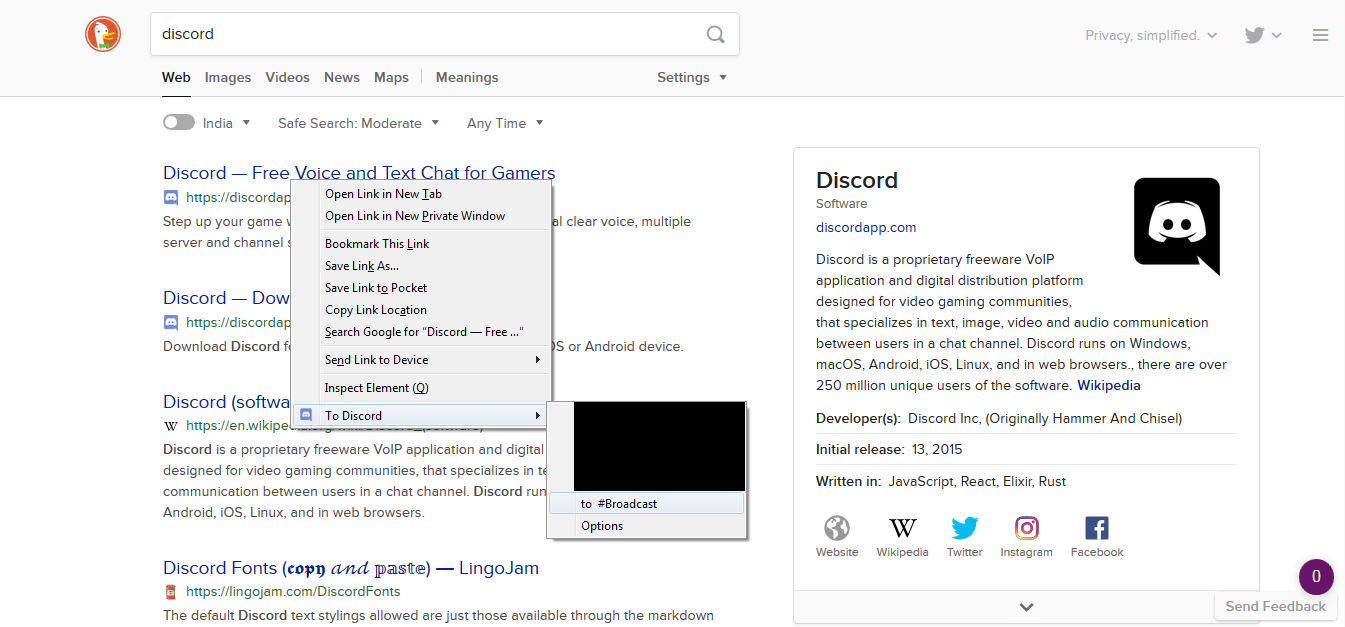 discord
Privacy, simplified.
Web Images Videos News Maps Meanings Settings
India Safe Search: Moderate Any Time
Discord — Free Voice and Text Chat for Gamers
https://discordap
Step up your game al clear voice, multiple
server and channel
Discord — Dow
https://discordap
Download Discord OS or Android device.
Discord (softwa
https://en.wikipe
Discord is a proprietary freeware VoIP application and digital
designed for video gaming communities, that specializes in te
communication between users in a chat channel. Discord run
Android, iOS, Linux, and in web browsers.
Discord Fonts (𝖈𝖔𝖕𝖞 𝒶𝓃𝒹 𝕡𝕒𝕤𝕥𝕖) — LingoJam
https://lingojam.com/DiscordFonts
The default Discord text stylings allowed are just those available through the markdown
Open Link in New Tab
Open Link in New Private Window
Bookmark This Link
Save Link As...
Save Link to Pocket
Copy Link Location
Search Google for “Discord — Free ...”
Send Link to Device
Inspect Element (Q)
To Discord
to #Broadcast
Options
Discord
Software
discordapp.com
Discord is a proprietary freeware VoIP
application and digital distribution platform
designed for video gaming communities,
that specializes in text, image, video and audio communication
between users in a chat channel. Discord runs on Windows,
macOS, Android, iOS, Linux, and in web browsers., there are over
250 million unique users of the software. Wikipedia
Developer(s): Discord Inc, (Originally Hammer And Chisel)
Initial release: 13, 2015
Written in: JavaScript, React, Elixir, Rust
W W
Website Wikipedia Twitter Instagram Facebook
0
Send Feedback